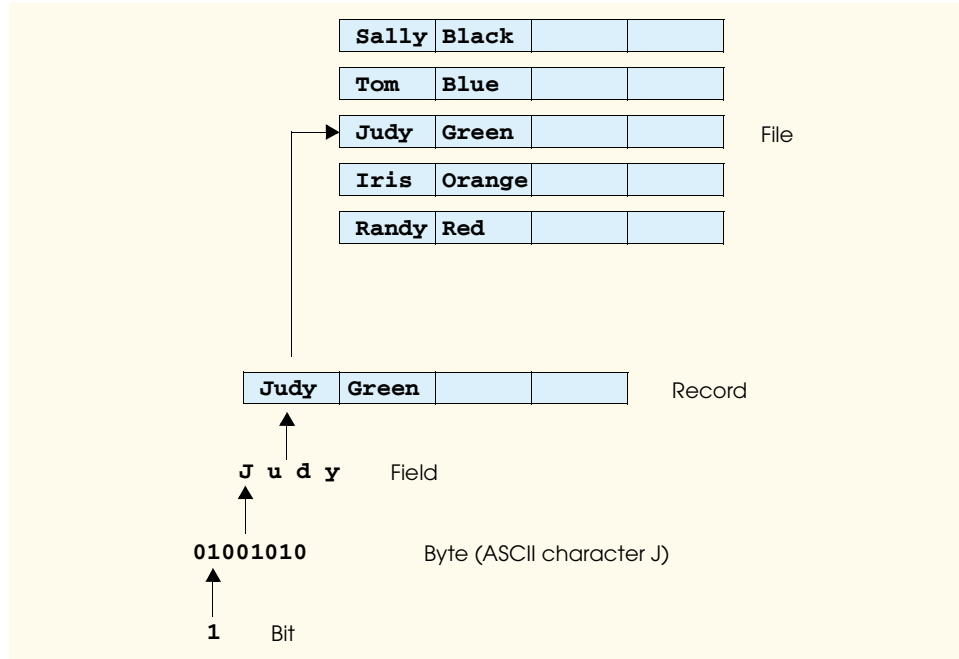 Sally Black
Tom Blue
Judy Green File
Iris Orange
Randy Red
Judy Green Record
J u d y Field
01001010 Byte (ASCII character J)
1 Bit